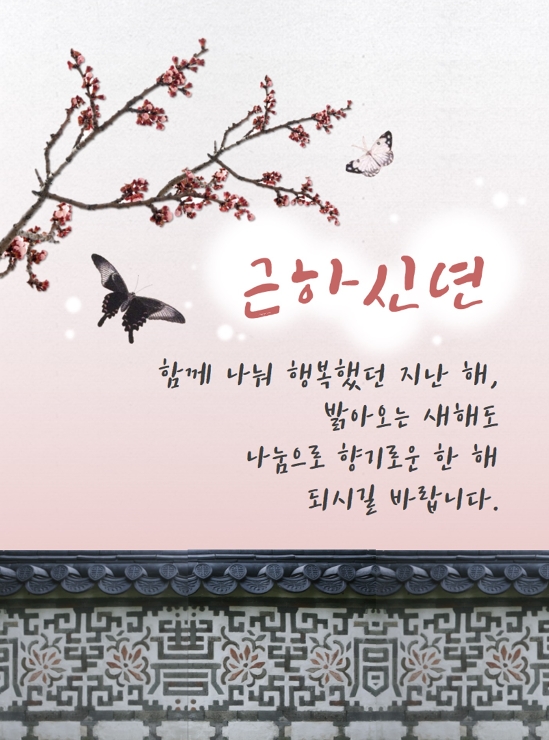 근하신년
함께 나눠 행복했던 지난 해,
밝아오는 새해도
나눔으로 향기로운 한 해
되시길 바랍니다.